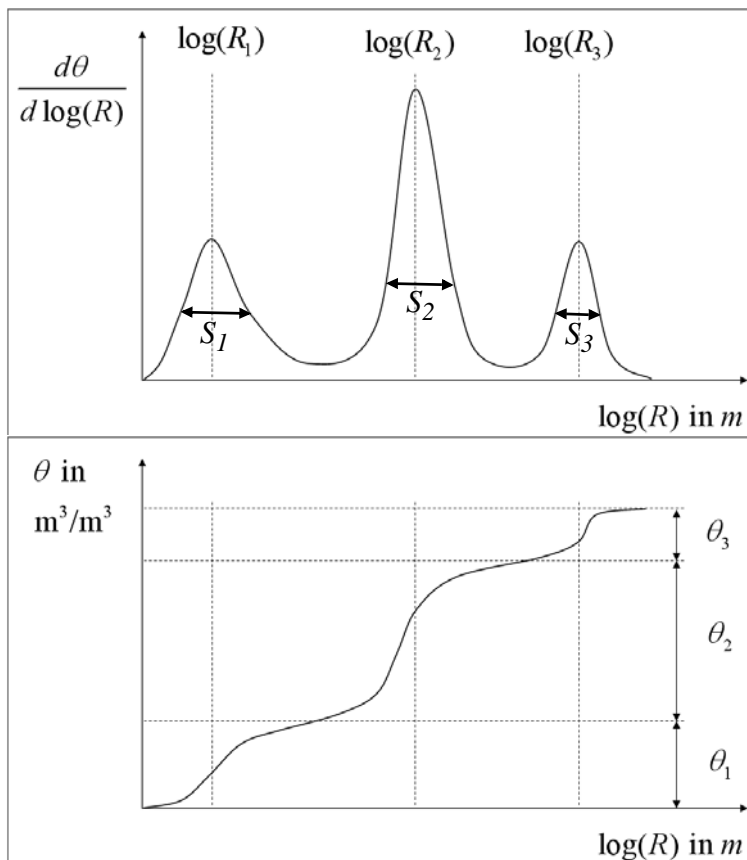 log(R₁) log(R₂) log(R₃)
dθ
d log(R)
S₁ S₂ S₃
log(R) in m
θ in
m³/m³
θ₃
θ₂
θ₁
log(R) in m